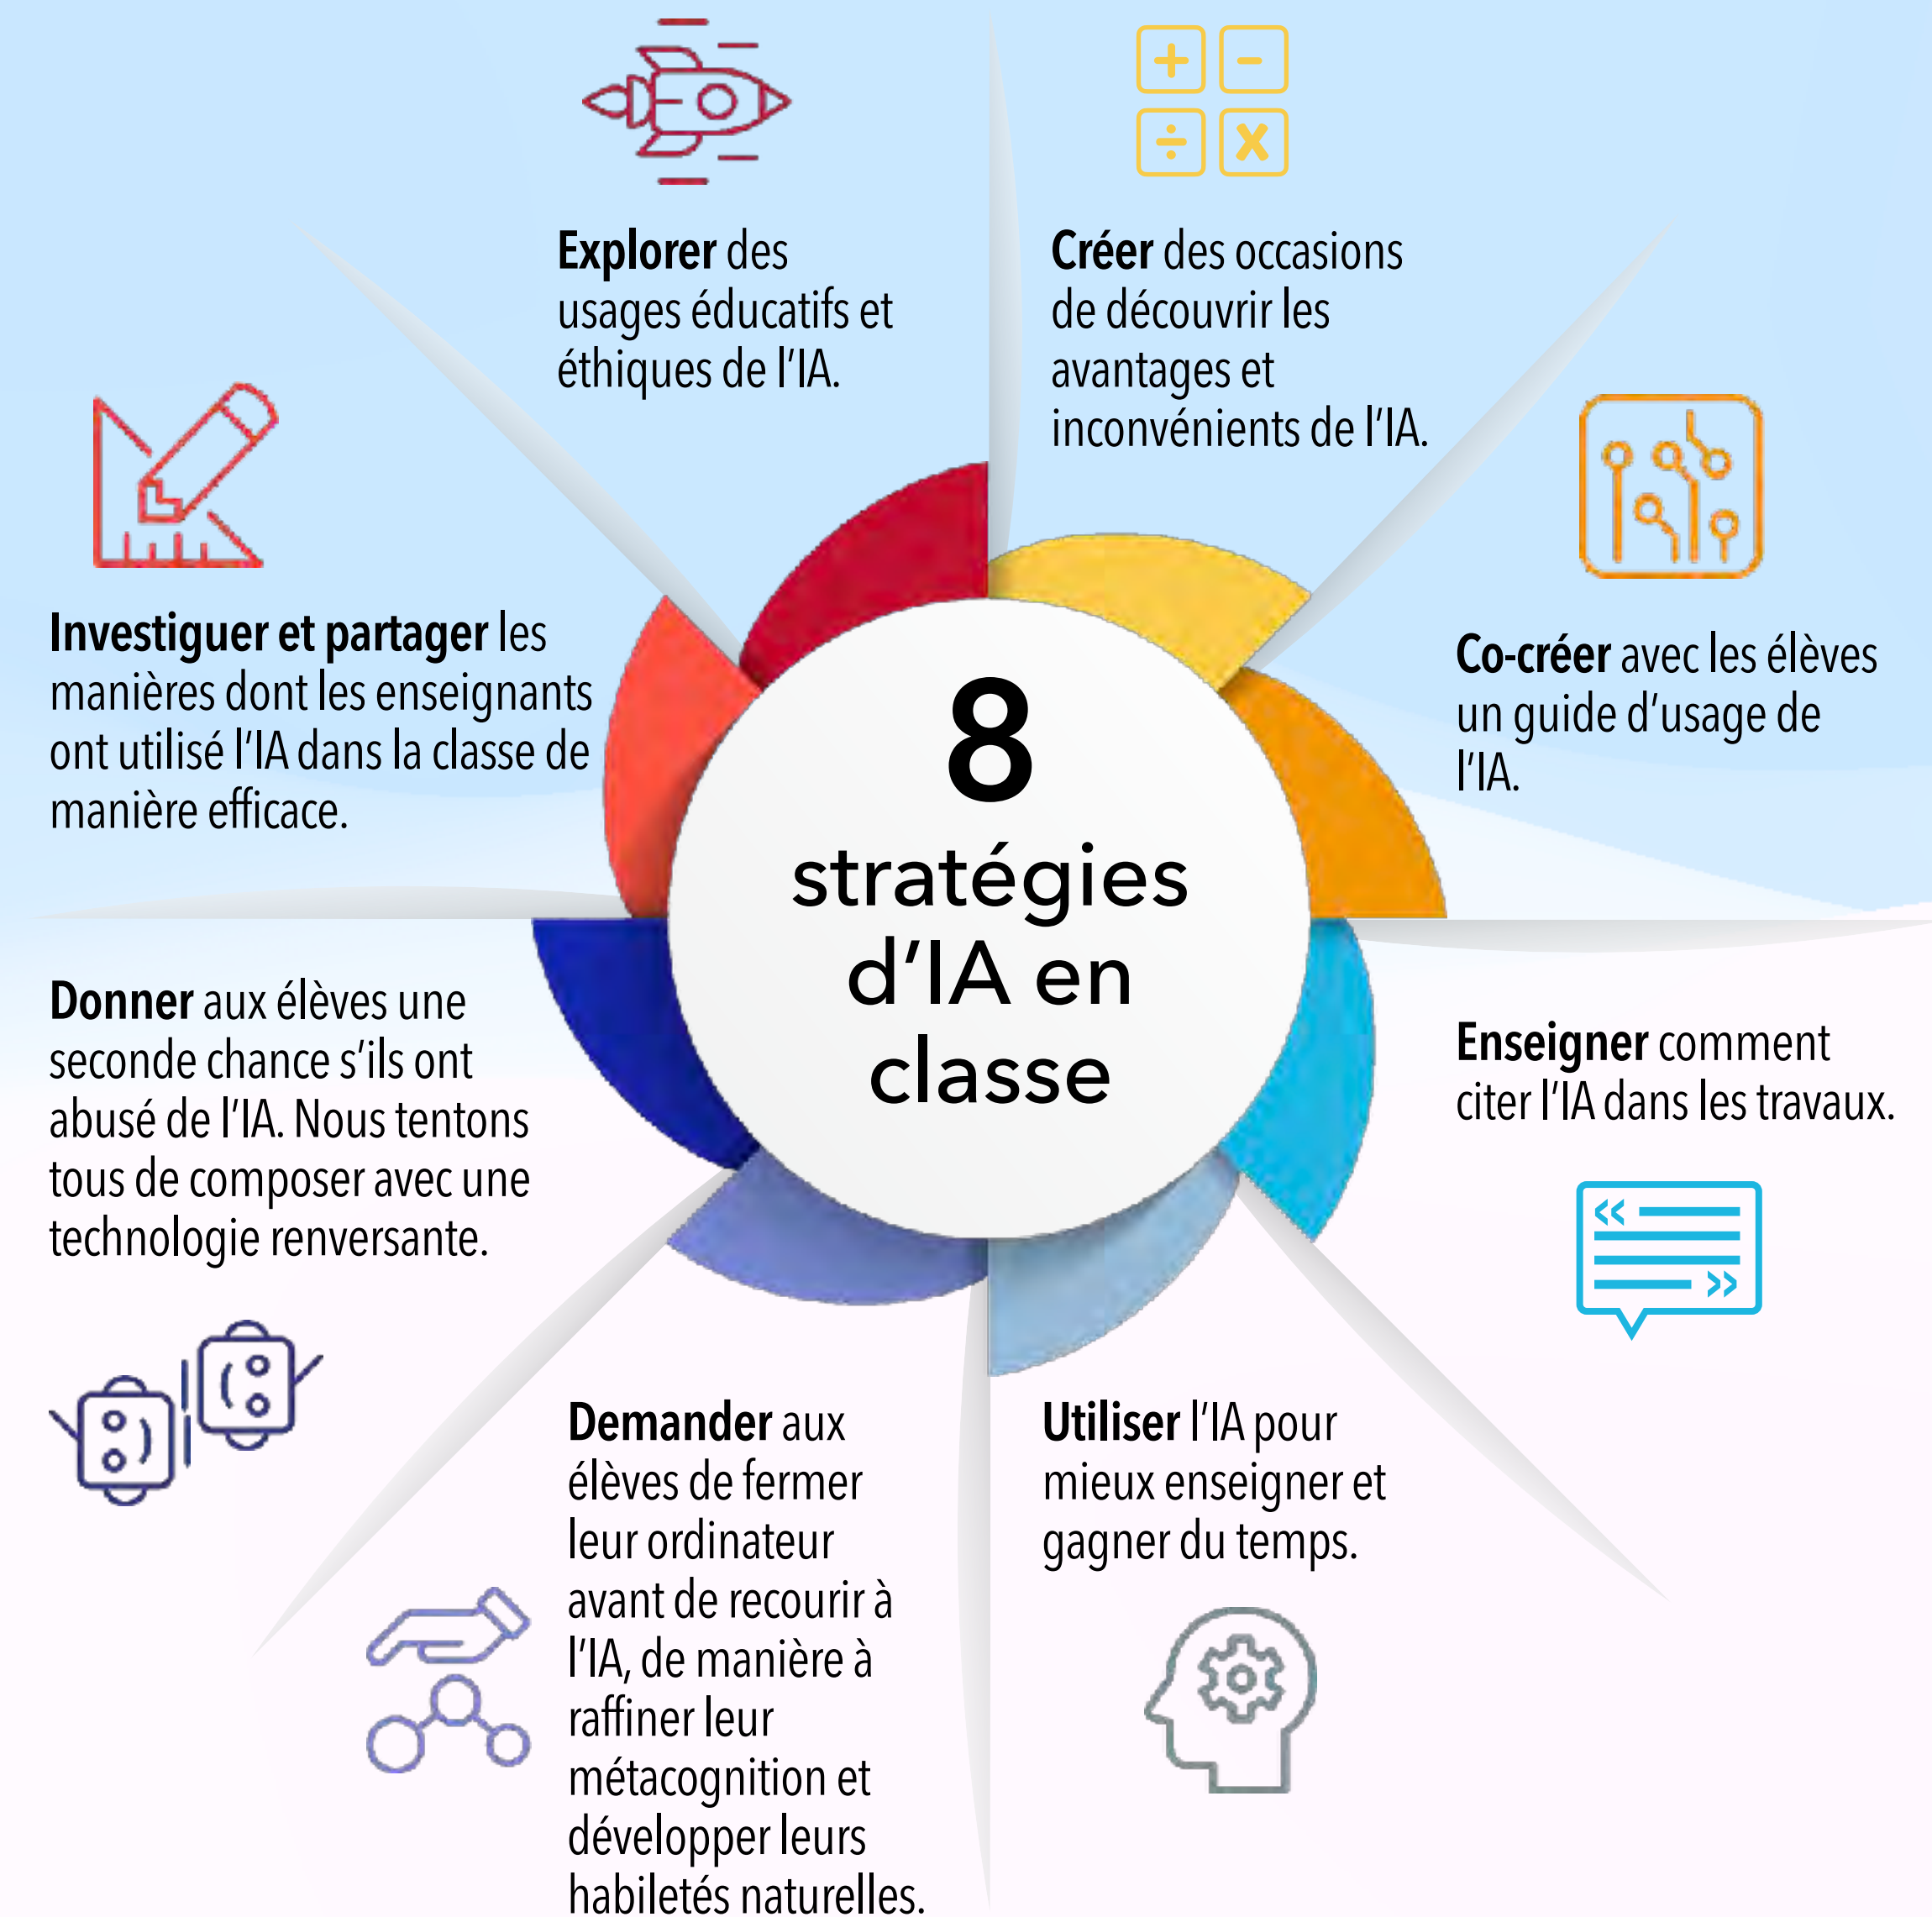 8
stratégies
d'IA en
classe
Explorer des
usages éducatifs et
éthiques de l'IA.
Créer des occasions
de découvrir les
avantages et
inconvénients de l'IA.
Co-créer avec les élèves
un guide d'usage de
l'IA.
Enseigner comment
citer l'IA dans les travaux.
Utiliser l'IA pour
mieux enseigner et
gagner du temps.
Demander aux
élèves de fermer
leur ordinateur
avant de recourir à
l'IA, de manière à
raffiner leur
métacognition et
développer leurs
habiletés naturelles.
Donner aux élèves une
seconde chance s'ils ont
abusé de l'IA. Nous tentons
tous de composer avec une
technologie renversante.
Investiguer et partager les
manières dont les enseignants
ont utilisé l'IA dans la classe de
manière efficace.